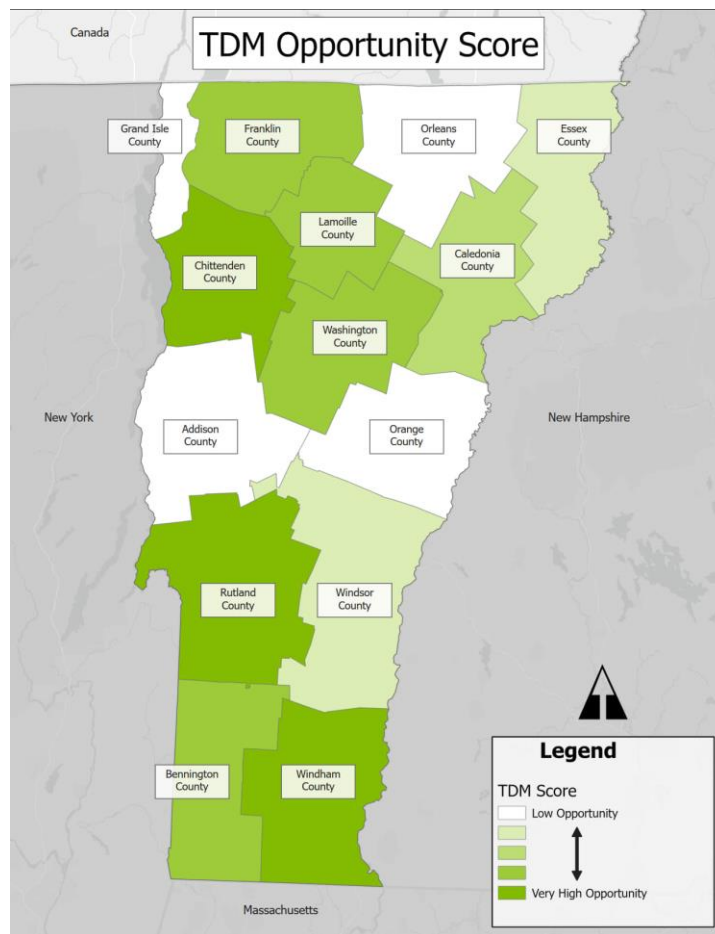 Canada
TDM Opportunity Score
Grand Isle
County
Franklin
County
Orleans
County
Essex
County
Lamoille
County
Chittenden
County
Caledonia
County
Washington
County
New York
Addison
County
Orange
County
New Hampshire
Rutland
County
Windsor
County
Bennington
County
Windham
County
Massachusetts
Legend
TDM Score
Low Opportunity
Very High Opportunity